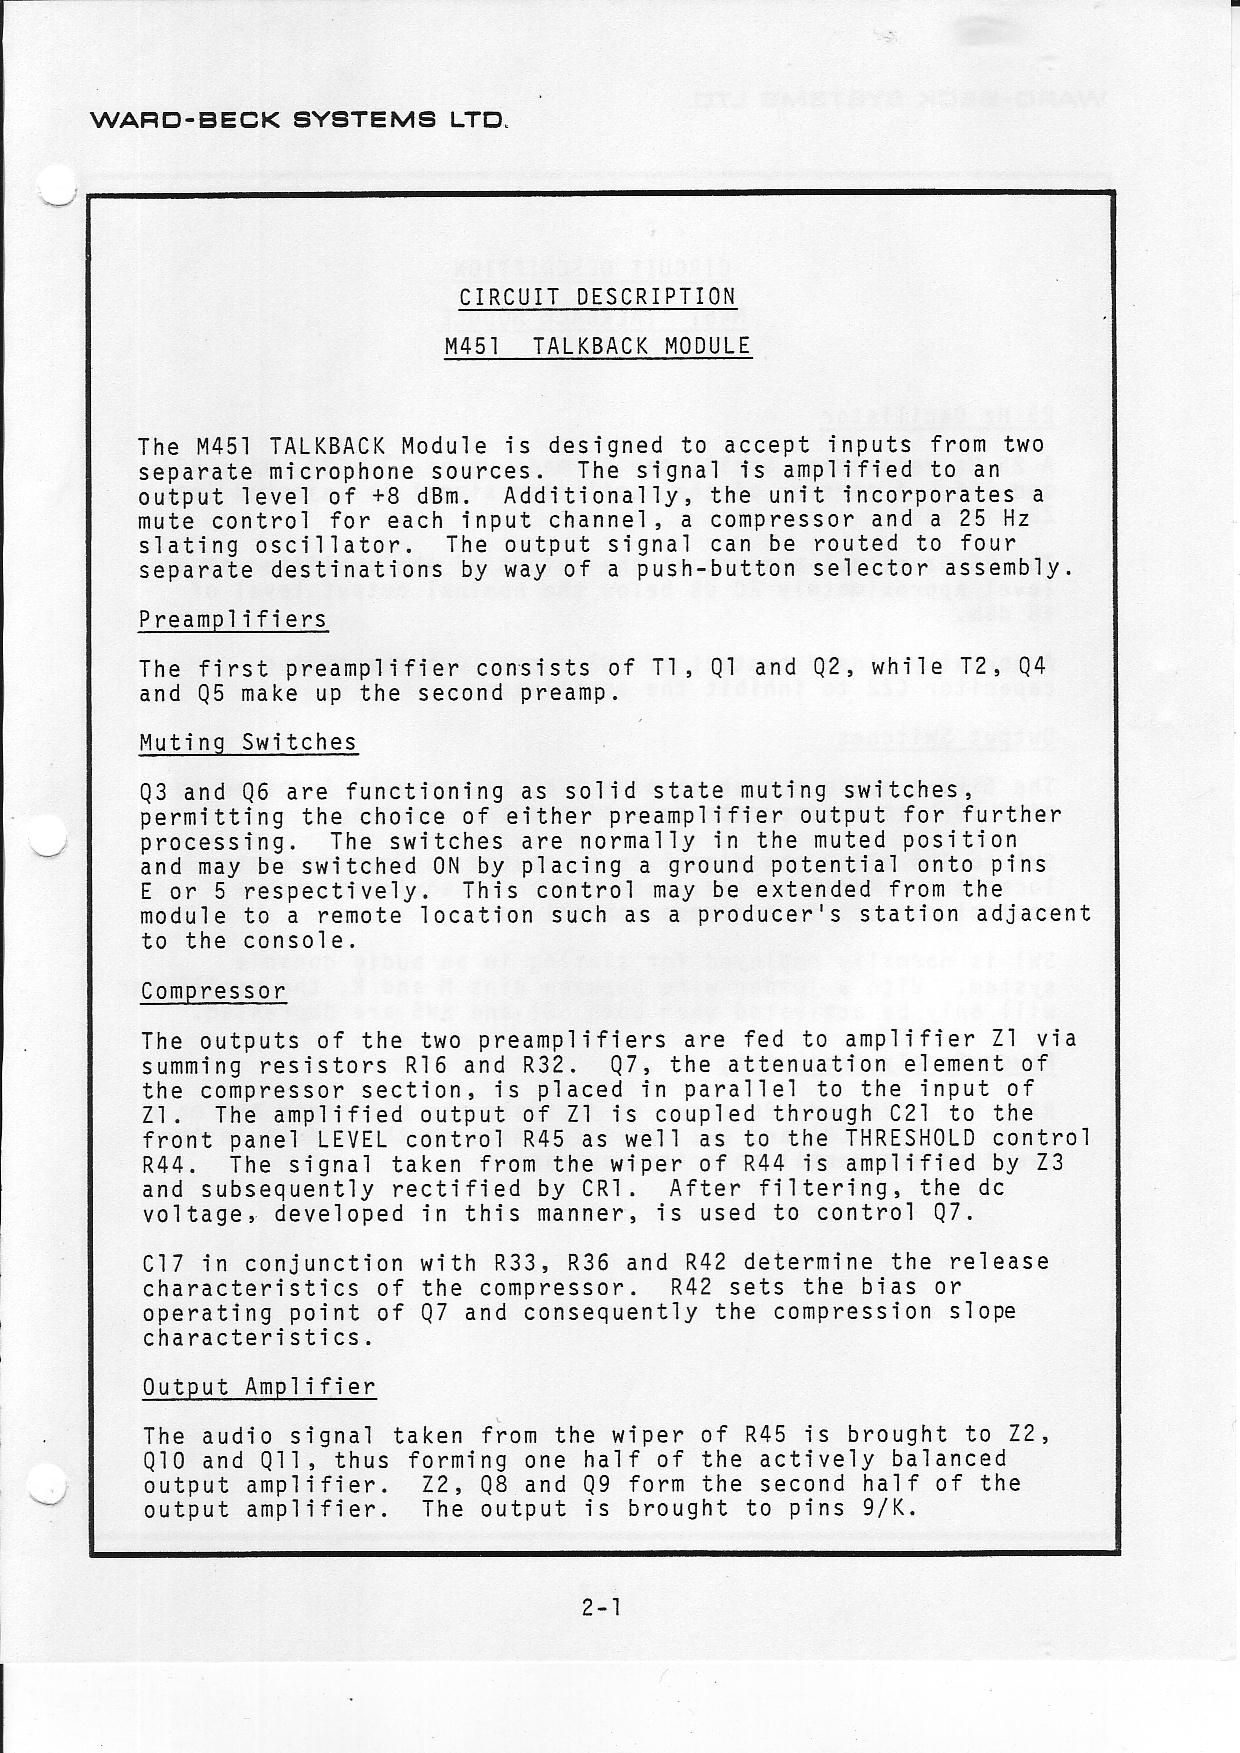 WARD-BECK SYSTEMS LTD.
CIRCUIT DESCRIPTION
M451 TALKBACK MODULE
The M451 TALKBACK Module is designed to accept inputs from two
separate microphone sources. The signal is amplified to an
output level of +8 dBm. Additionally, the unit incorporates a
mute control for each input channel, a compressor and a 25 Hz
slating oscillator. The output signal can be routed to four
separate destinations by way of a push-button selector assembly.
Preamplifiers
The first preamplifier consists of T1, Q1 and Q2, while T2, Q4
and Q5 make up the second preamp.
Muting Switches
Q3 and Q6 are functioning as solid state muting switches,
permitting the choice of either preamplifier output for further
processing. The switches are normally in the muted position
and may be switched ON by placing a ground potential onto pins
E or 5 respectively. This control may be extended from the
module to a remote location such as a producer's station adjacent
to the console.
Compressor
The outputs of the two preamplifiers are fed to amplifier Z1 via
summing resistors R16 and R32. Q7, the attenuation element of
the compressor section, is placed in parallel to the input of
Z1. The amplified output of Z1 is coupled through C21 to the
front panel LEVEL control R45 as well as to the THRESHOLD control
R44. The signal taken from the wiper of R44 is amplified by Z3
and subsequently rectified by CR1. After filtering, the dc
voltage, developed in this manner, is used to control Q7.
C17 in conjunction with R33, R36 and R42 determine the release
characteristics of the compressor. R42 sets the bias or
operating point of Q7 and consequently the compression slope
characteristics.
Output Amplifier
The audio signal taken from the wiper of R45 is brought to Z2,
Q10 and Q11, thus forming one half of the actively balanced
output amplifier. Z2, Q8 and Q9 form the second half of the
output amplifier. The output is brought to pins 9/K.
2-1